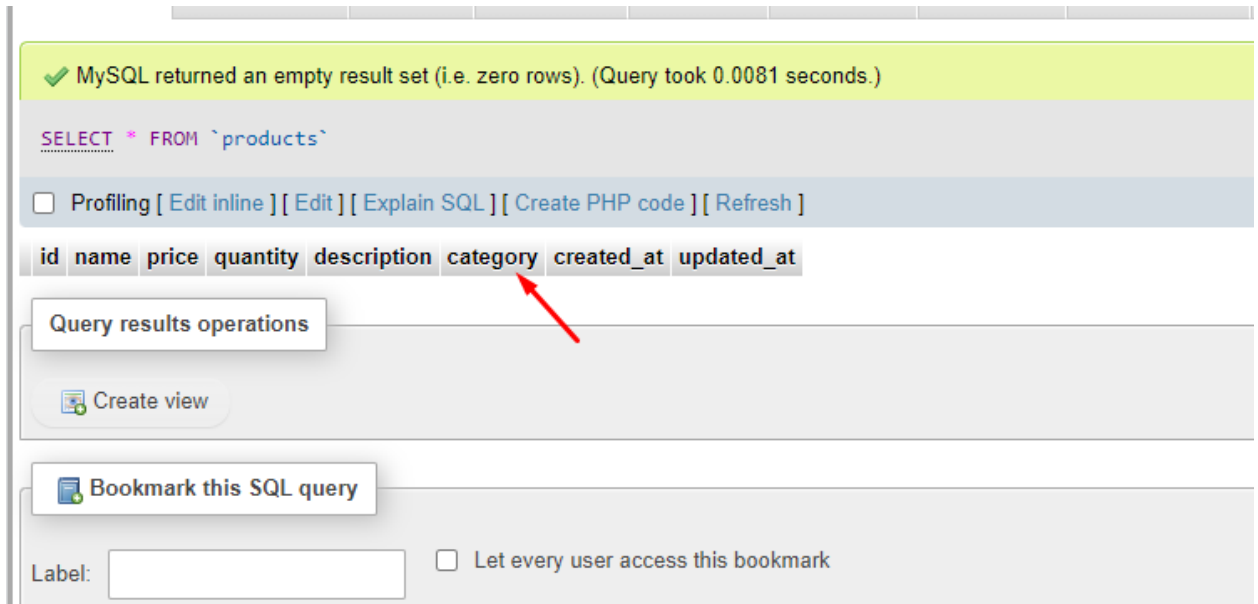 MySQL returned an empty result set (i.e. zero rows). (Query took 0.0081 seconds.)
SELECT * FROM `products`
Profiling [ Edit inline ] [ Edit ] [ Explain SQL ] [ Create PHP code ] [ Refresh ]
id name price quantity description category created_at updated_at
Query results operations
Create view
Bookmark this SQL query
Label:
Let every user access this bookmark